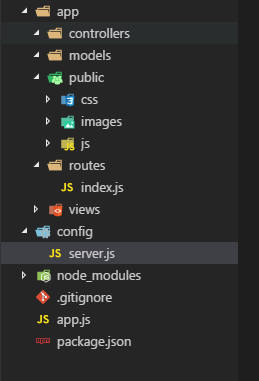 app
controllers
models
public
css
images
js
routes
JS index.js
views
config
JS server.js
node_modules
.gitignore
JS app.js
package.json